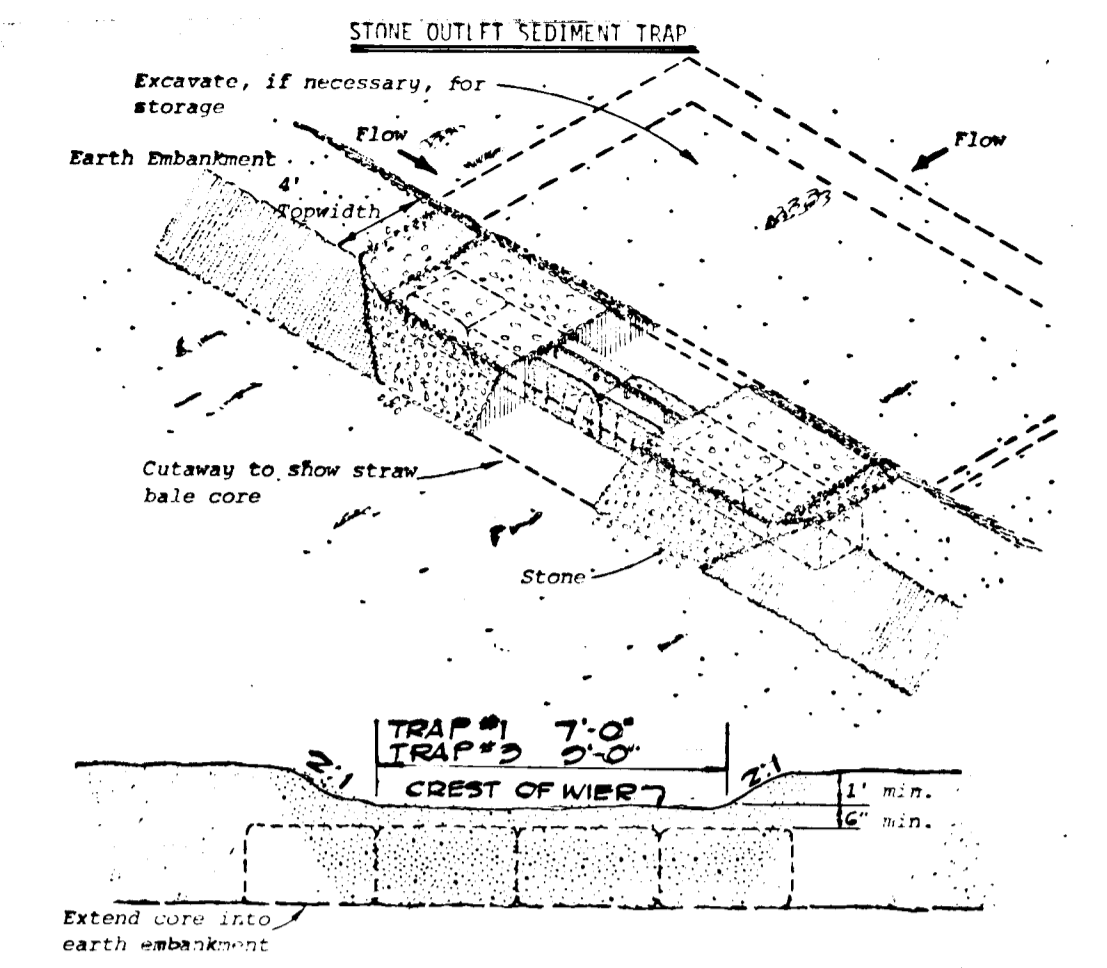 STONE OUTLET SEDIMENT TRAP
Excavate, if necessary, for
storage
Flow
Flow
Earth Embankment
4'
Topwidth
Cutaway to show straw
bale core
Stone
TRAP #1 7'-0"
TRAP #3
2:1
2:1
CREST OF WIER
1' min.
6" min.
Extend core into
earth embankment